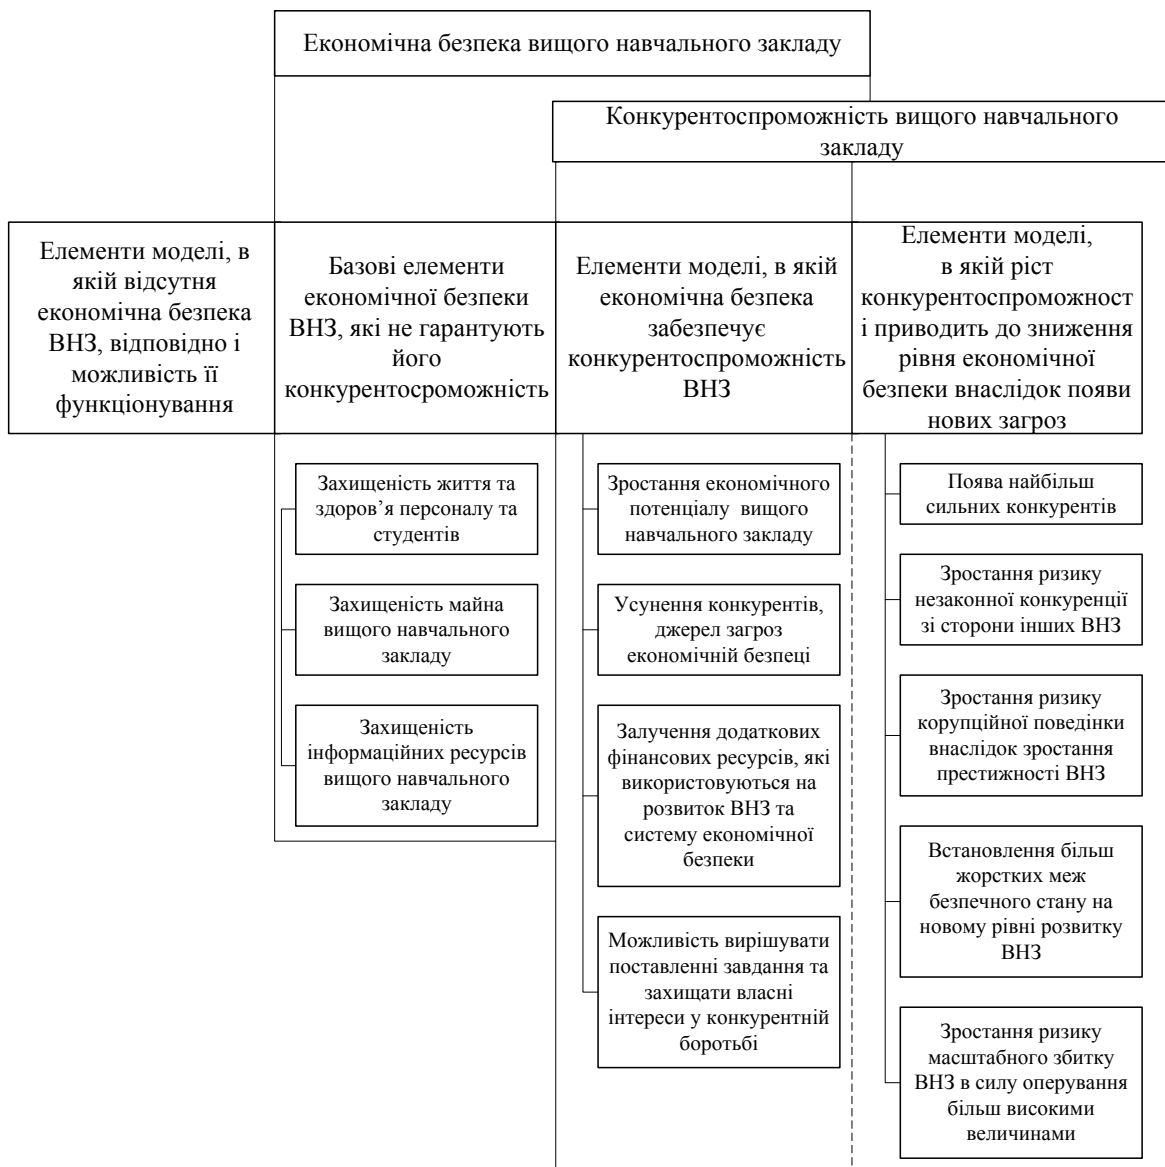 Економічна безпека вищого навчального закладу
Конкурентоспроможність вищого навчального
закладу
Елементи моделі, в
якій відсутня
економічна безпека
ВНЗ, відповідно і
можливість її
функціонування
Базові елементи
економічної безпеки
ВНЗ, які не гарантують
його
конкурентосроможність
Елементи моделі, в якій
економічна безпека
забезпечує
конкурентоспроможність
ВНЗ
Елементи моделі,
в якій ріст
конкурентоспроможност
і приводить до зниження
рівня економічної
безпеки внаслідок появи
нових загроз
Захищеність життя та
здоров’я персоналу та
студентів
Захищеність майна
вищого навчального
закладу
Захищеність
інформаційних ресурсів
вищого навчального
закладу
Зростання економічного
потенціалу вищого
навчального закладу
Усунення конкурентів,
джерел загроз
економічній безпеці
Залучення додаткових
фінансових ресурсів, які
використовуються на
розвиток ВНЗ та
систему економічної
безпеки
Можливість вирішувати
поставленні завдання та
захищати власні
інтереси у конкурентній
боротьбі
Поява найбільш
сильних конкурентів
Зростання ризику
незаконної конкуренції
зі сторони інших ВНЗ
Зростання ризику
корупційної поведінки
внаслідок зростання
престижності ВНЗ
Встановлення більш
жорстких меж
безпечного стану на
новому рівні розвитку
ВНЗ
Зростання ризику
масштабного збитку
ВНЗ в силу оперування
більш високими
величинами